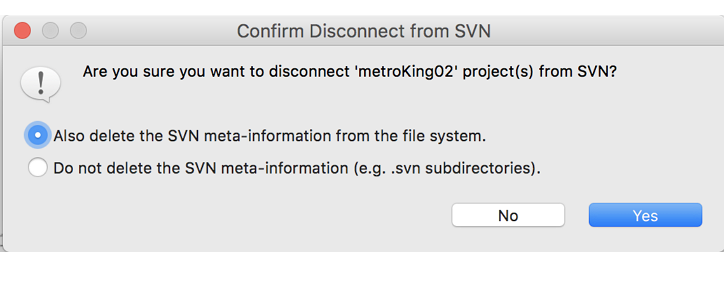 Confirm Disconnect from SVN
Are you sure you want to disconnect 'metroKing02' project(s) from SVN?
Also delete the SVN meta-information from the file system.
Do not delete the SVN meta-information (e.g. .svn subdirectories).
No Yes